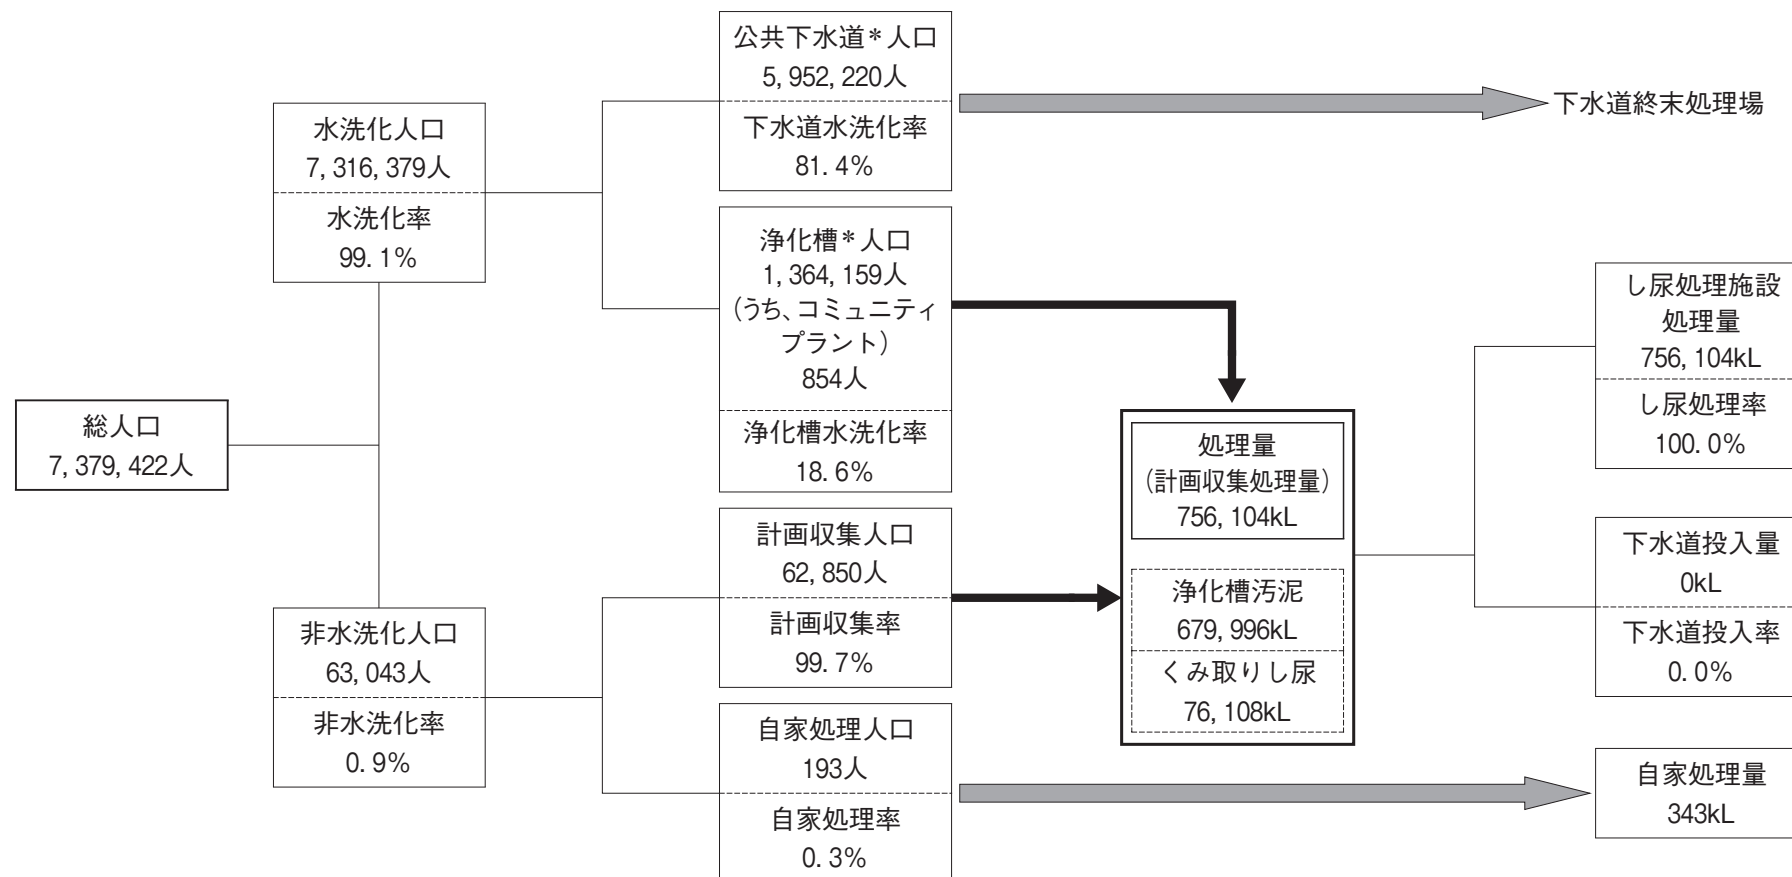 総人口
7,379,422人
水洗化人口
7,316,379人
水洗化率
99.1%
非水洗化人口
63,043人
非水洗化率
0.9%
公共下水道*人口
5,952,220人
下水道水洗化率
81.4%
浄化槽*人口
1,364,159人
(うち、コミュニティ
プラント)
854人
浄化槽水洗化率
18.6%
計画収集人口
62,850人
計画収集率
99.7%
自家処理人口
193人
自家処理率
0.3%
下水道終末処理場
処理量
(計画収集処理量)
756,104kL
浄化槽汚泥
679,996kL
くみ取りし尿
76,108kL
し尿処理施設
処理量
756,104kL
し尿処理率
100.0%
下水道投入量
0kL
下水道投入率
0.0%
自家処理量
343kL